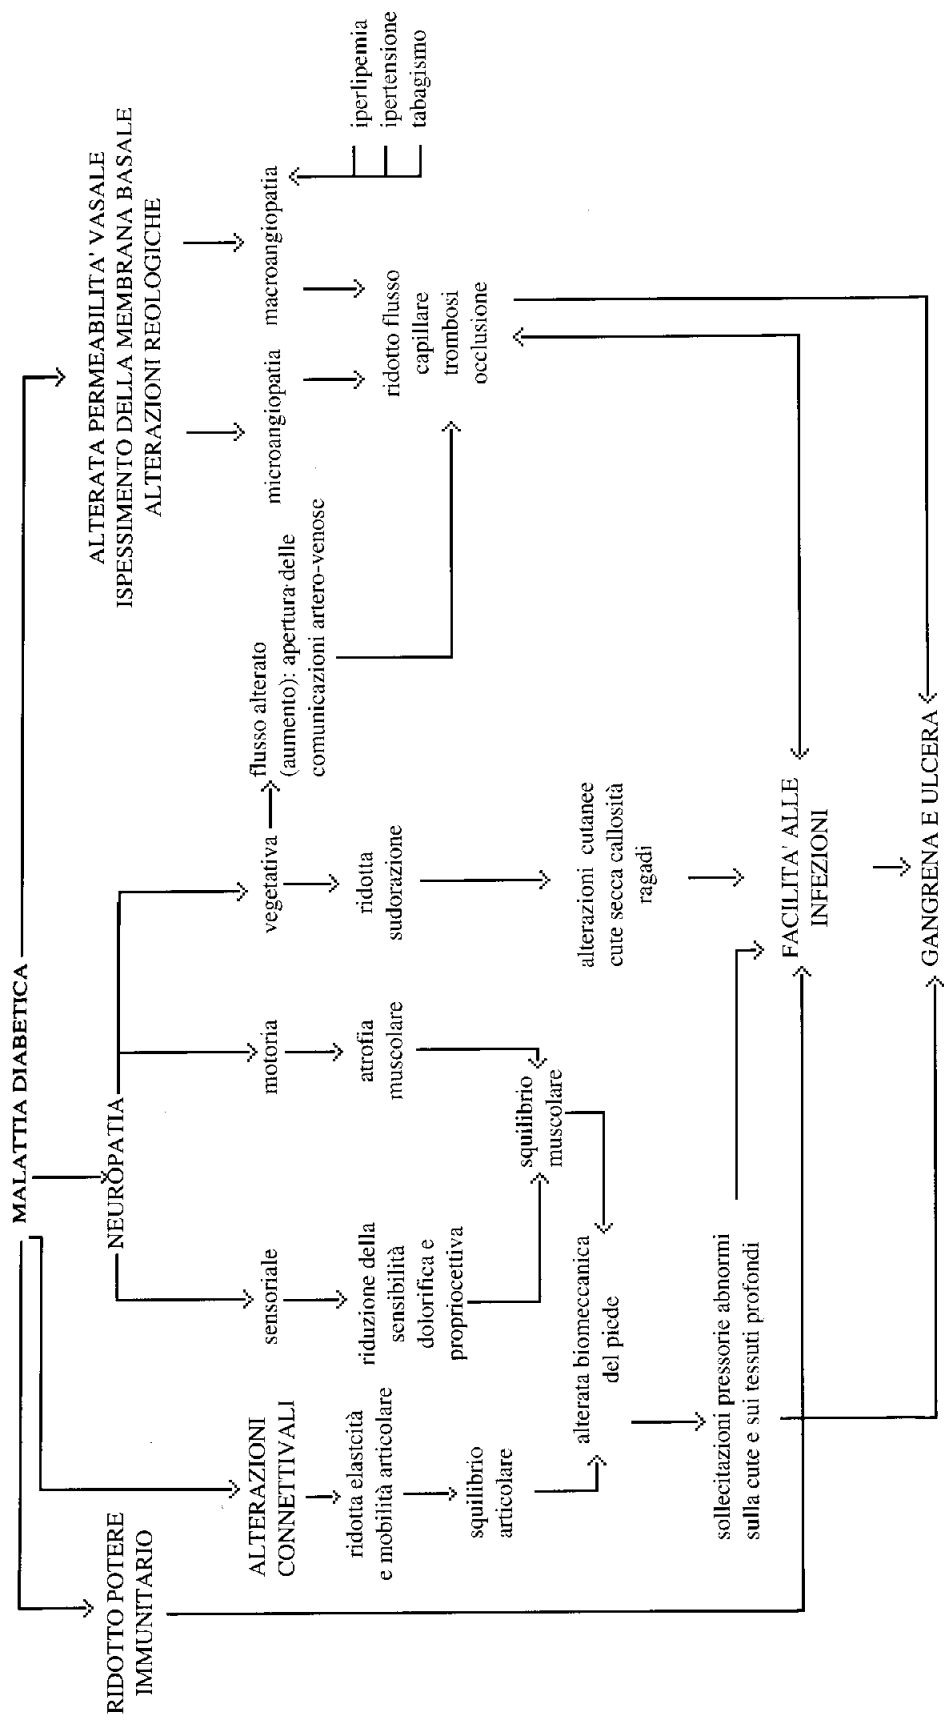 MALATTIA DIABETICA
RIDOTTO POTERE
IMMUNITARIO
NEUROPATIA
ALTERATA PERMEABILITA' VASALE
ISPESSIMENTO DELLA MEMBRANA BASALE
ALTERAZIONI REOLOGICHE
ALTERAZIONI
CONNETTIVALI
sensoriale
motoria
vegetativa
flusso alterato
(aumento): apertura delle
comunicazioni artero-venose
microangiopatia
macroangiopatia
iperlipemia
ipertensione
tabagismo
ridotta elastcità
e mobilità articolare
riduzione della
sensibilità
dolorifica e
propriocettiva
atrofia
muscolare
ridotta
sudorazione
ridotto flusso
capillare
trombosi
occlusione
squilibrio
articolare
squilibrio
muscolare
alterata biomeccanica
del piede
alterazioni cutanee
cute secca callosità
ragadi
sollecitazioni pressorie abnormi
sulla cute e sui tessuti profondi
FACILITA' ALLE
INFEZIONI
GANGRENA E ULCERA